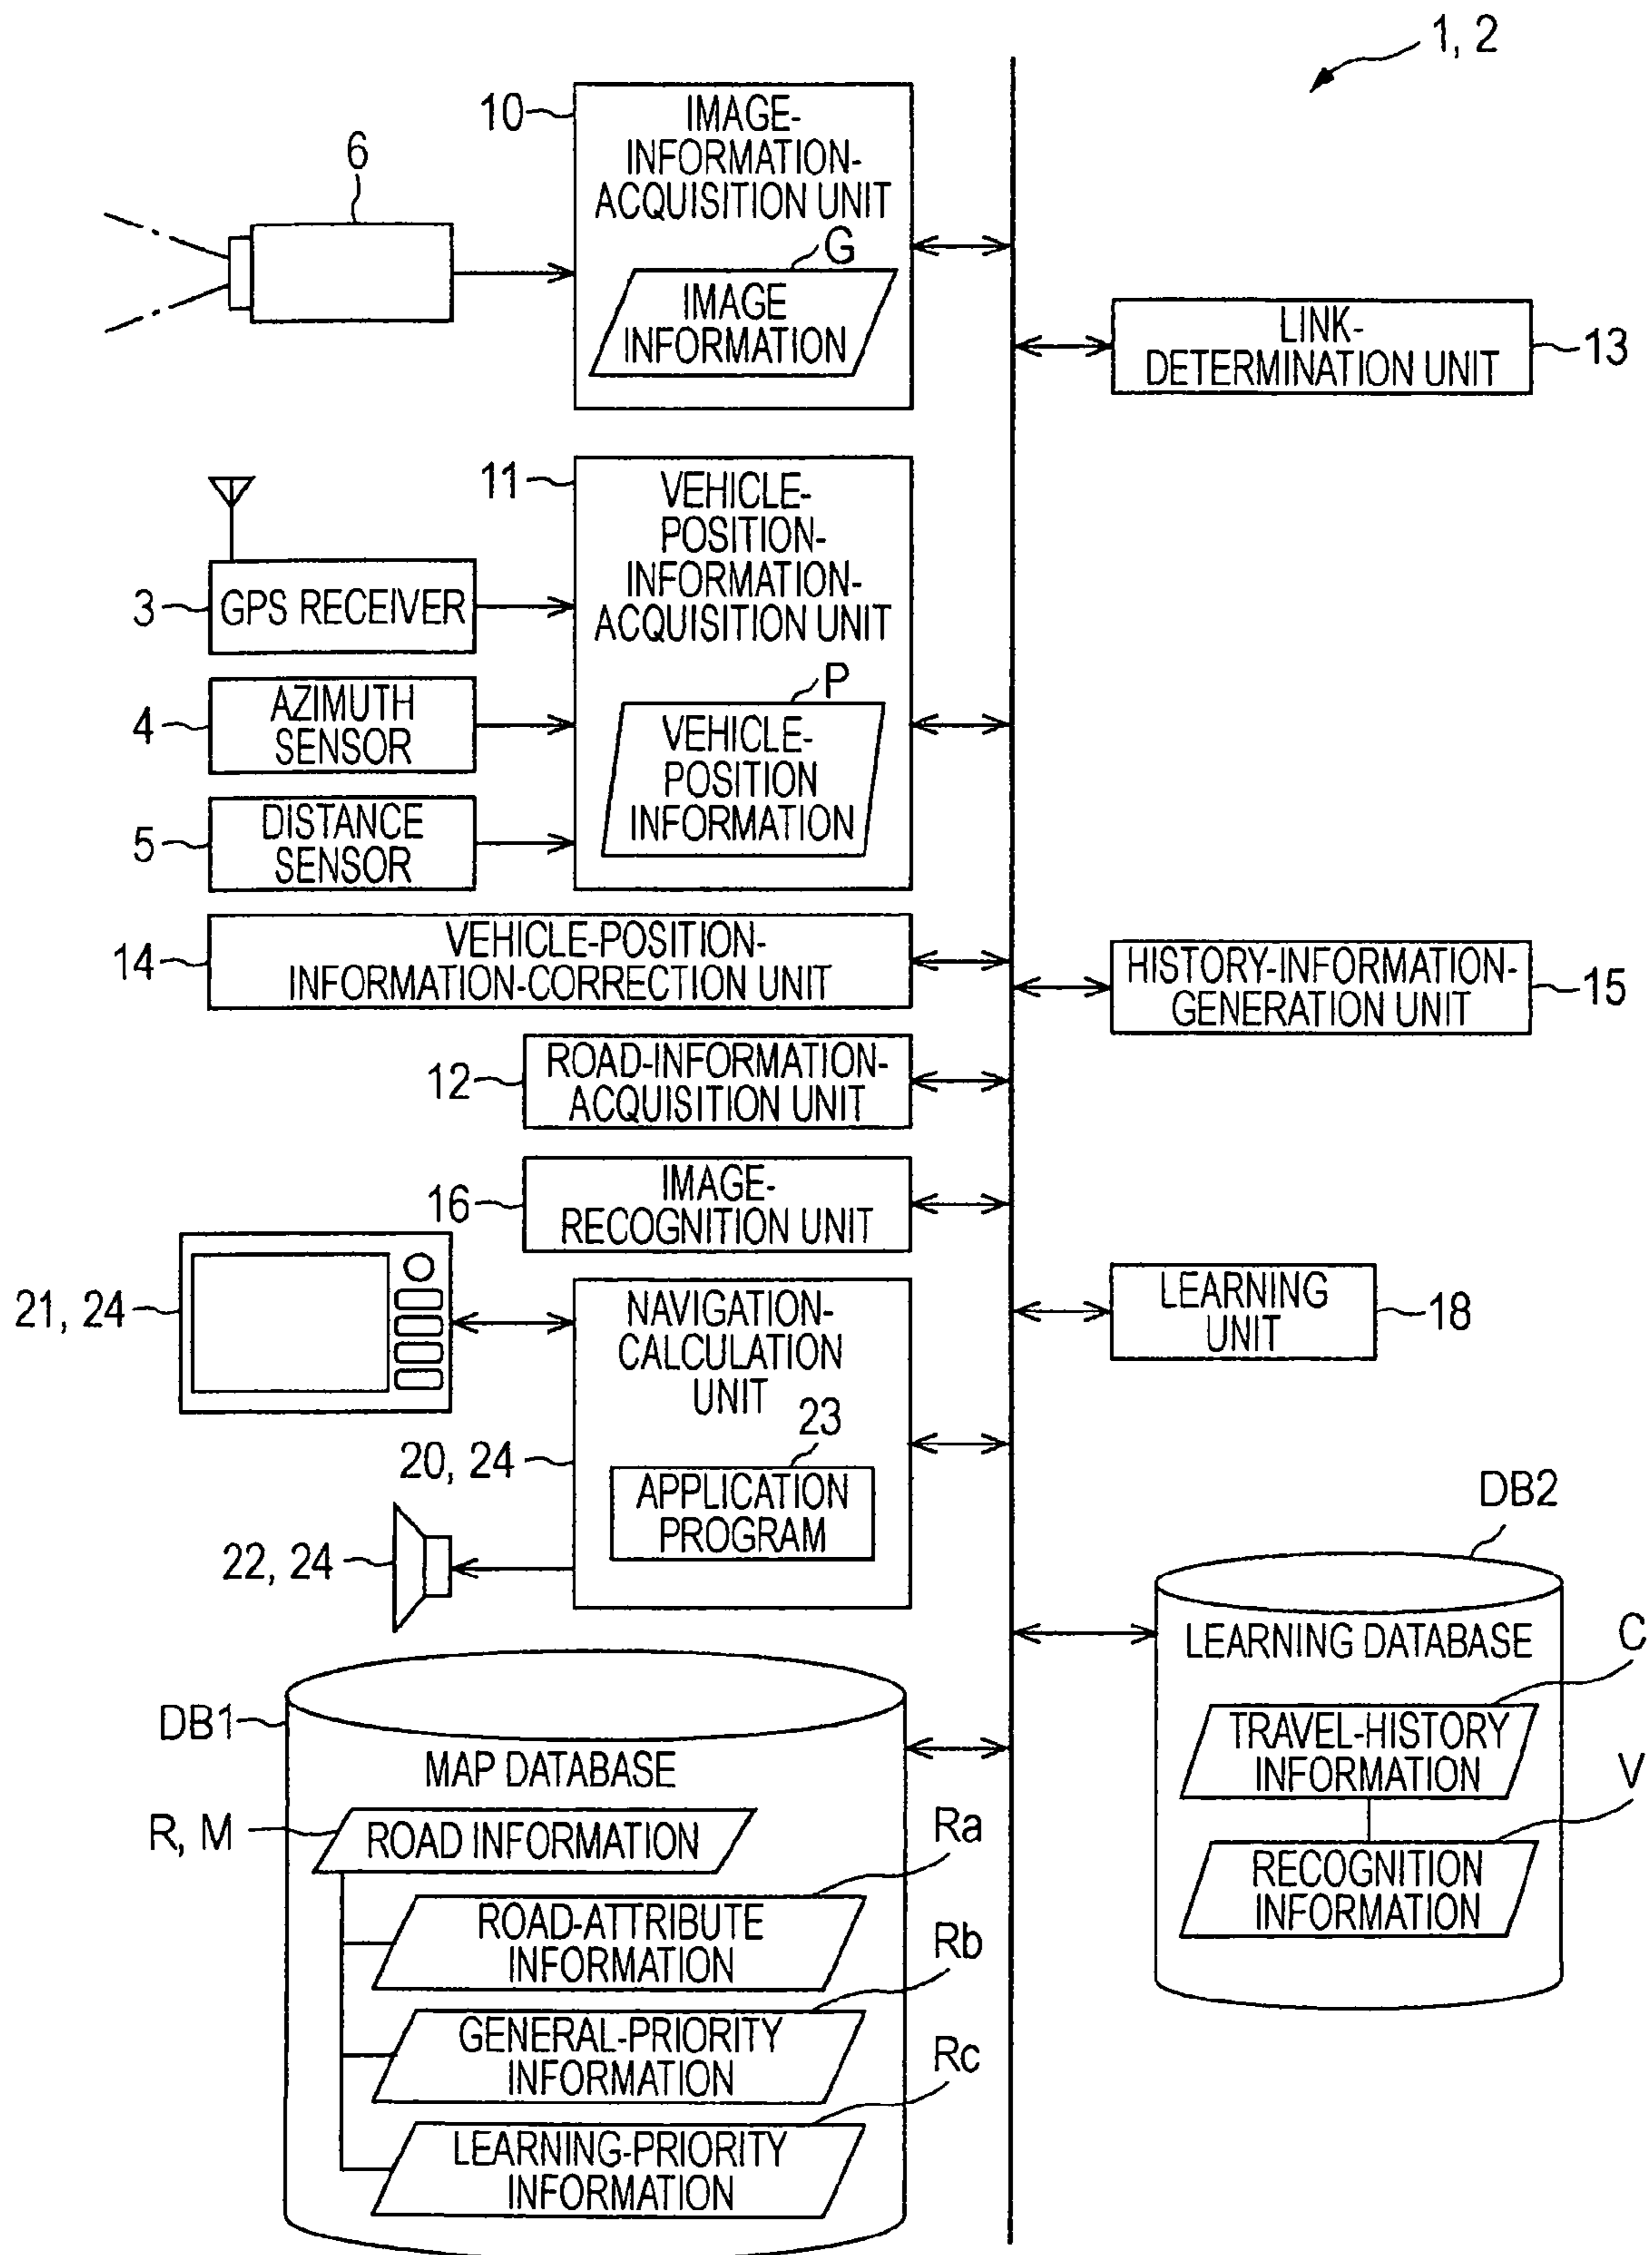 1, 2
10
IMAGE-
INFORMATION-
ACQUISITION UNIT
G
IMAGE
INFORMATION
6
LINK-
DETERMINATION UNIT
13
11
VEHICLE-
POSITION-
INFORMATION-
ACQUISITION UNIT
P
VEHICLE-
POSITION
INFORMATION
3
GPS RECEIVER
4
AZIMUTH
SENSOR
5
DISTANCE
SENSOR
14
VEHICLE-POSITION-
INFORMATION-CORRECTION UNIT
HISTORY-INFORMATION-
GENERATION UNIT
15
12
ROAD-INFORMATION-
ACQUISITION UNIT
16
IMAGE-
RECOGNITION UNIT
21, 24
NAVIGATION-
CALCULATION
UNIT
23
APPLICATION
PROGRAM
20, 24
22, 24
LEARNING
UNIT
18
DB2
LEARNING DATABASE
C
TRAVEL-HISTORY
INFORMATION
V
RECOGNITION
INFORMATION
DB1
MAP DATABASE
R, M
ROAD INFORMATION
Ra
ROAD-ATTRIBUTE
INFORMATION
Rb
GENERAL-PRIORITY
INFORMATION
Rc
LEARNING-PRIORITY
INFORMATION